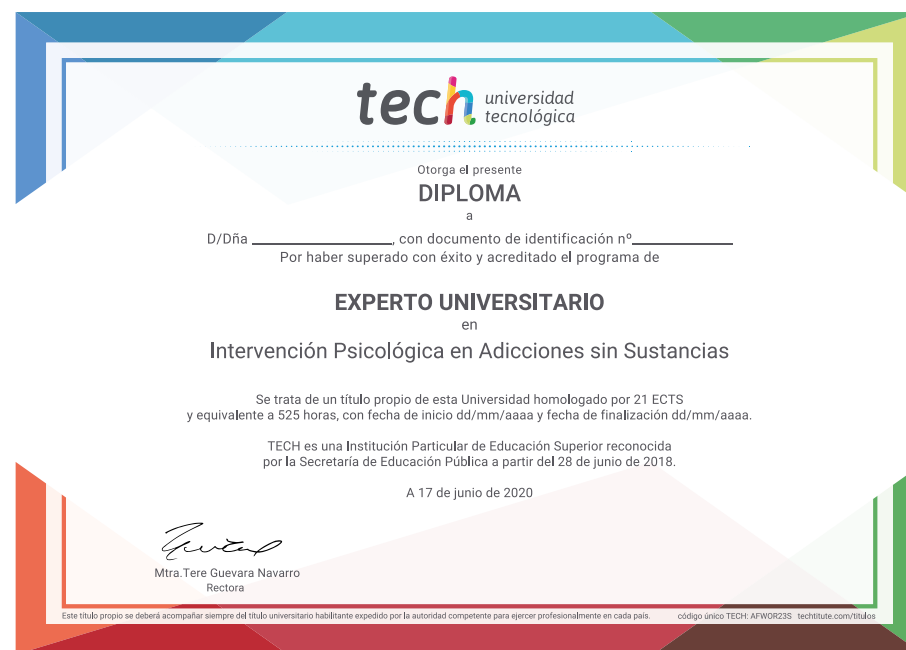 tech universidad
tecnológica
Otorga el presente
DIPLOMA
a
D/Dña ____________________, con documento de identificación nº______________
Por haber superado con éxito y acreditado el programa de
EXPERTO UNIVERSITARIO
en
Intervención Psicológica en Adicciones sin Sustancias
Se trata de un título propio de esta Universidad homologado por 21 ECTS
y equivalente a 525 horas, con fecha de inicio dd/mm/aaaa y fecha de finalización dd/mm/aaaa.
TECH es una Institución Particular de Educación Superior reconocida
por la Secretaría de Educación Pública a partir del 28 de junio de 2018.
A 17 de junio de 2020
Mtra.Tere Guevara Navarro
Rectora
Este título propio se deberá acompañar siempre del título universitario habilitante expedido por la autoridad competente para ejercer profesionalmente en cada país. código único TECH: AFWOR23S techtitute.com/titulos